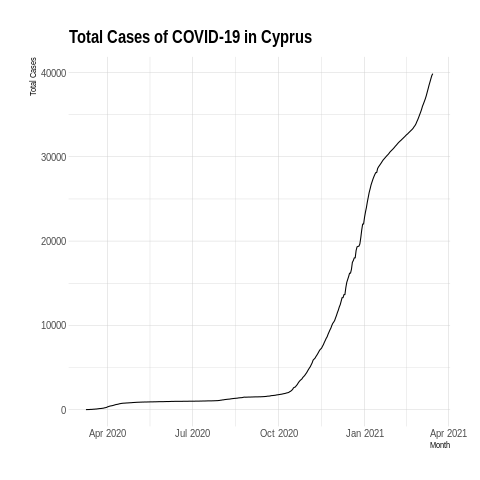 Total Cases of COVID-19 in Cyprus
Total Cases
40000
30000
20000
10000
0
Apr 2020
Jul 2020
Oct 2020
Jan 2021
Apr 2021
Month